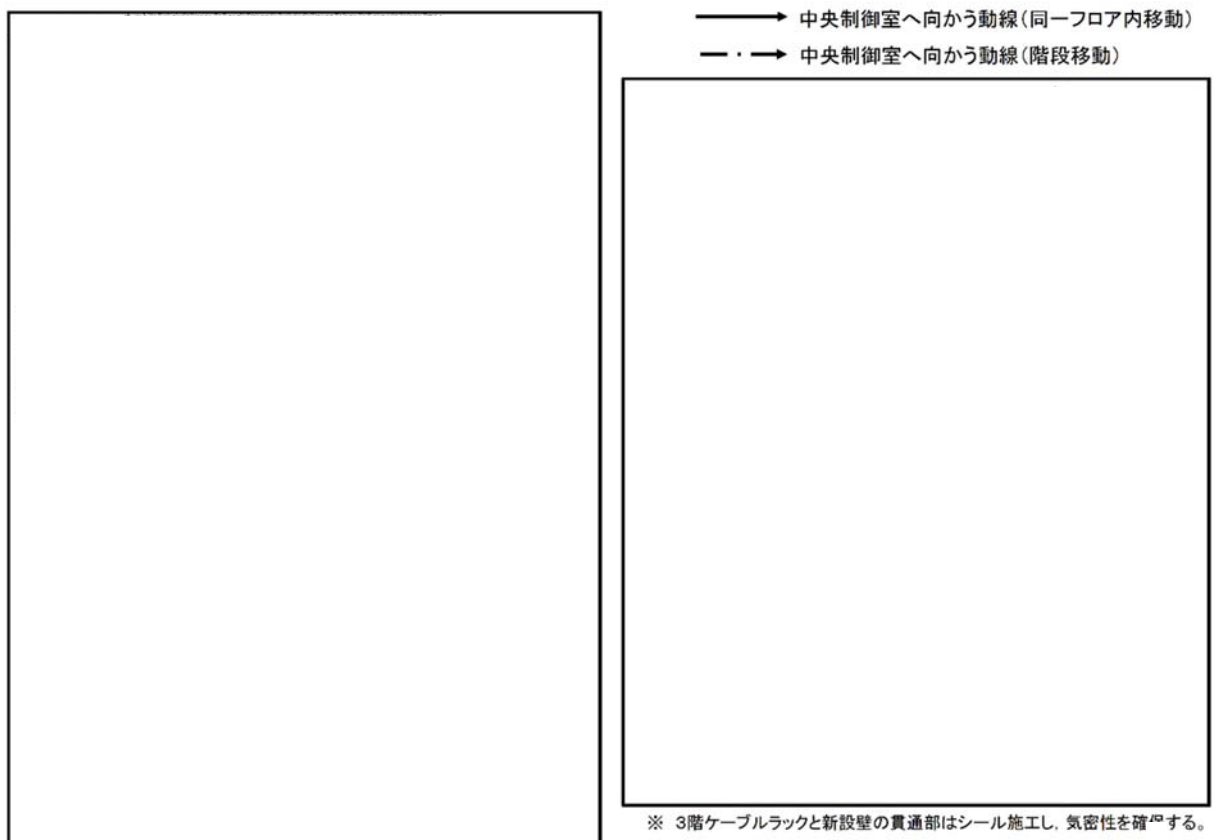 中央制御室へ向かう動線(同一フロア内移動)
中央制御室へ向かう動線(階段移動)
※ 3階ケーブルラックと新設壁の貫通部はシール施工し，気密性を確保する。